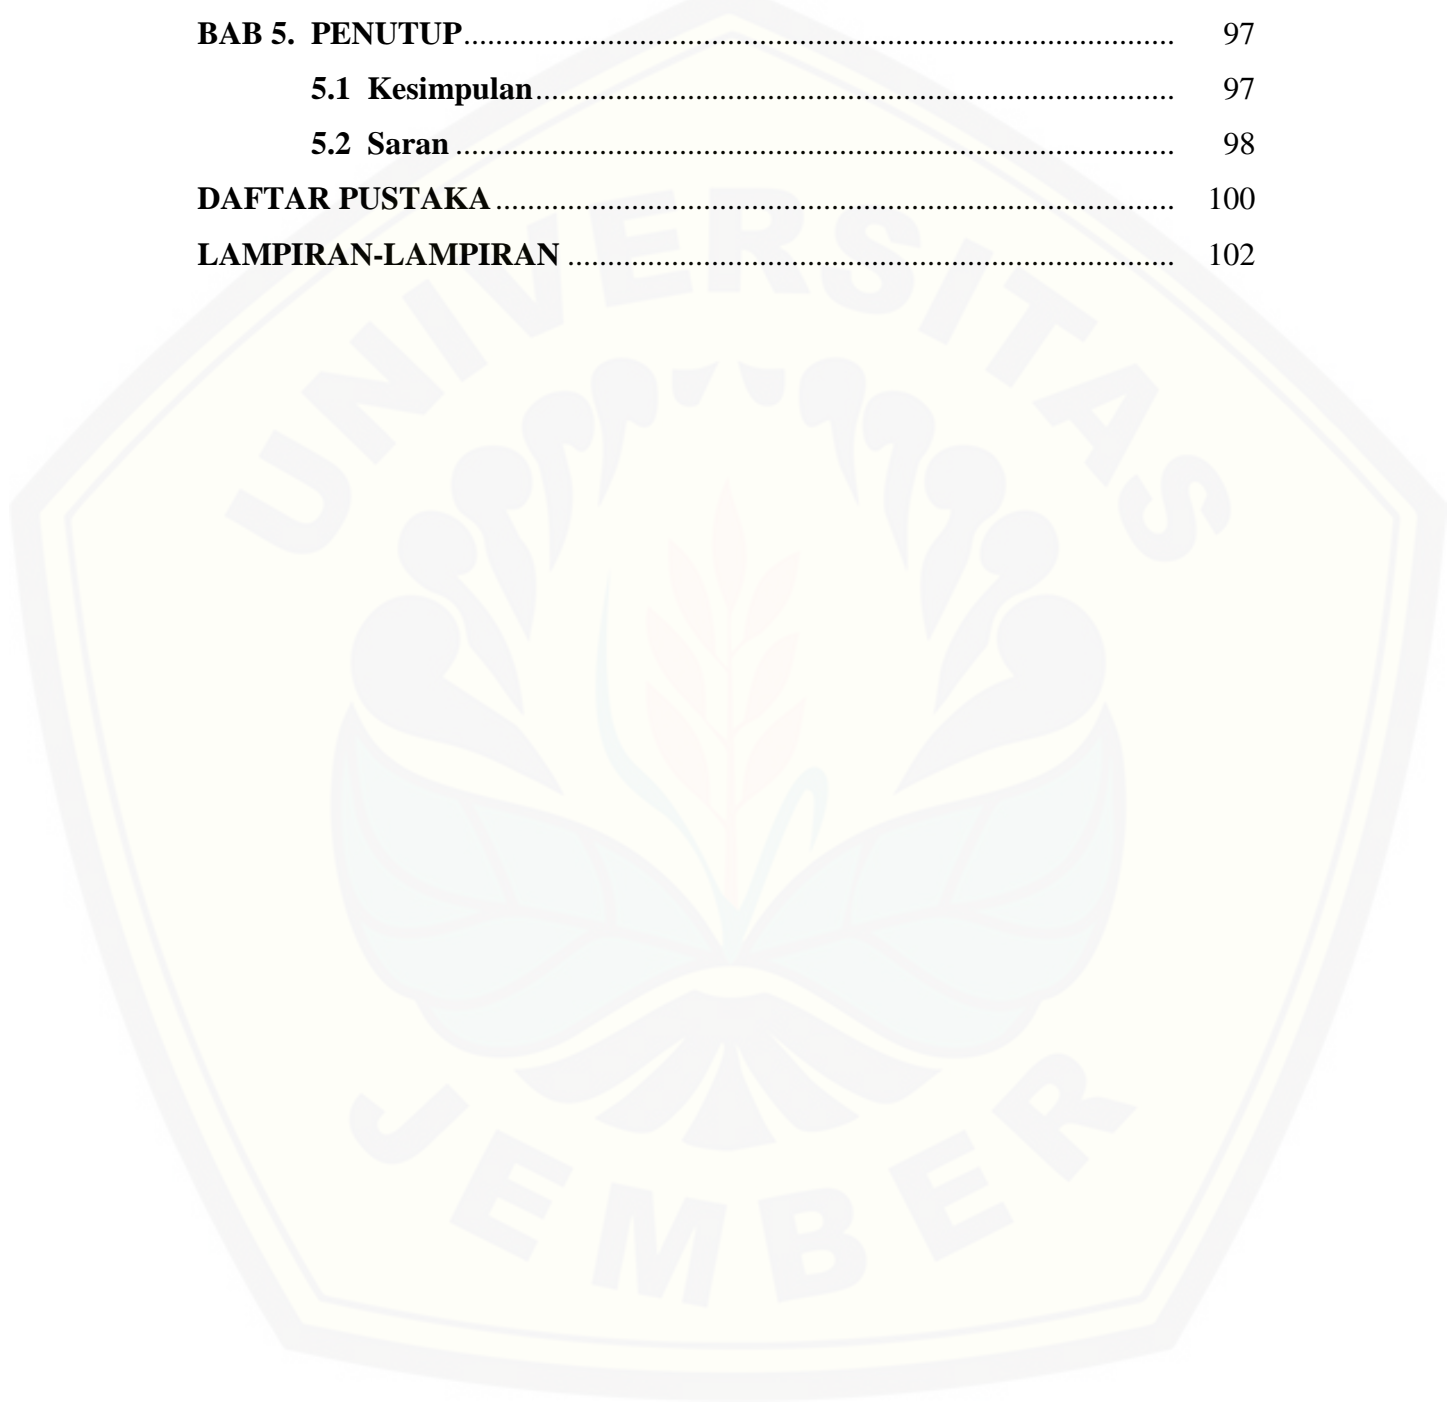 BAB 5. PENUTUP........................................................................... 97
5.1 Kesimpulan.................................................................... 97
5.2 Saran ............................................................................ 98
DAFTAR PUSTAKA ........................................................................ 100
LAMPIRAN-LAMPIRAN ................................................................ 102
UNIVERSITAS
JEMBER